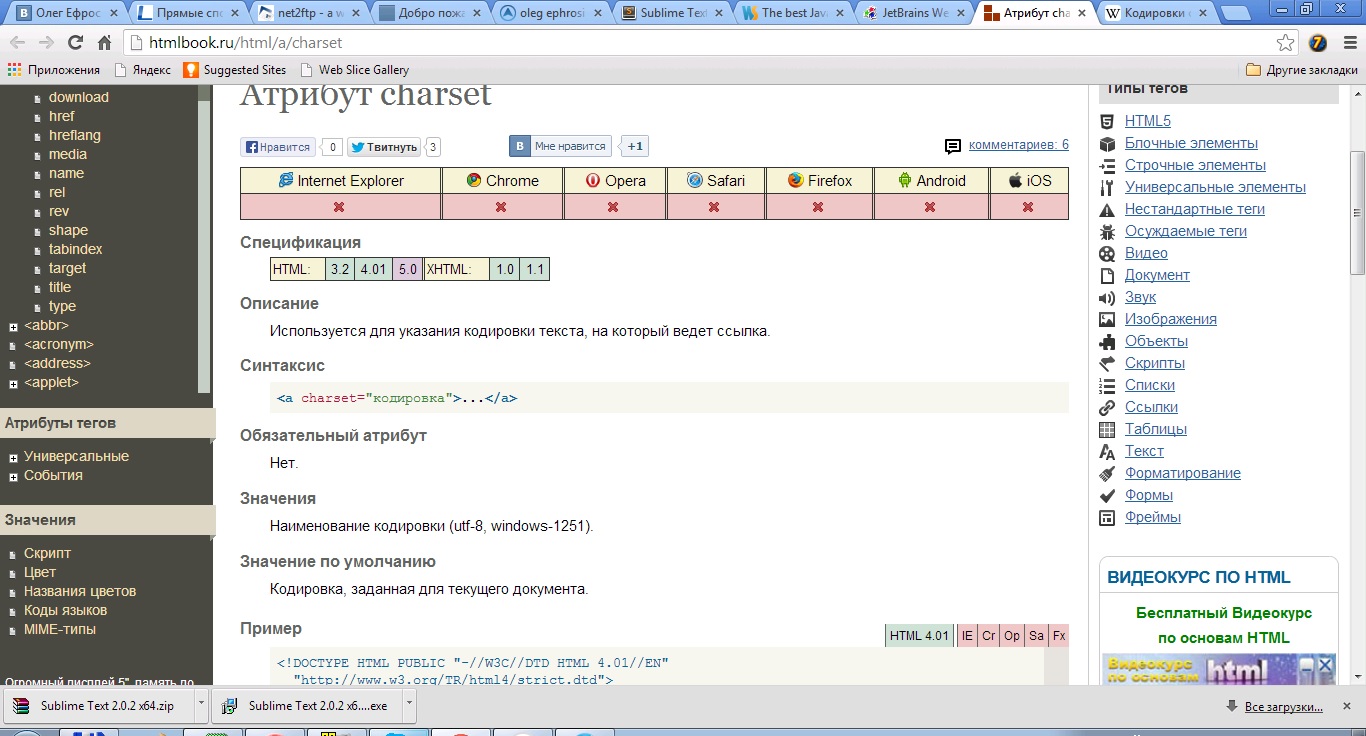 Олег Ефрос
Прямые спо
net2ftp - a w
Добро пожа
oleg ephrosi
Sublime Text
The best Java
JetBrains We
Атрибут cha
Кодировки с
htmlbook.ru/html/a/charset
Приложения
Яндекс
Suggested Sites
Web Slice Gallery
Другие закладки
download
href
hreflang
media
name
rel
rev
shape
tabindex
target
title
type
<abbr>
<acronym>
<address>
<applet>
Атрибуты тегов
Универсальные
События
Значения
Скрипт
Цвет
Названия цветов
Коды языков
MIME-типы
Огромный дисплей 5", память до
Атрибут charset
Нравится 0
Твитнуть 3
B Мне нравится +1
комментариев: 6
Internet Explorer Chrome Opera Safari Firefox Android iOS
Спецификация
HTML: 3.2 4.01 5.0 XHTML: 1.0 1.1
Описание
Используется для указания кодировки текста, на который ведет ссылка.
Синтаксис
<a charset="кодировка">...</a>
Обязательный атрибут
Нет.
Значения
Наименование кодировки (utf-8, windows-1251).
Значение по умолчанию
Кодировка, заданная для текущего документа.
Пример
HTML 4.01 IE Cr Op Sa Fx
<!DOCTYPE HTML PUBLIC "-//W3C//DTD HTML 4.01//EN"
"http://www.w3.org/TR/html4/strict.dtd">
Типы тегов
HTML5
Блочные элементы
Строчные элементы
Универсальные элементы
Нестандартные теги
Осуждаемые теги
Видео
Документ
Звук
Изображения
Объекты
Скрипты
Списки
Ссылки
Таблицы
Текст
Форматирование
Формы
Фреймы
ВИДЕОКУРС ПО HTML
Бесплатный Видеокурс
по основам HTML
Видеокурс
по основам html
Sublime Text 2.0.2 x64.zip
Sublime Text 2.0.2 x6....exe
Все загрузки...